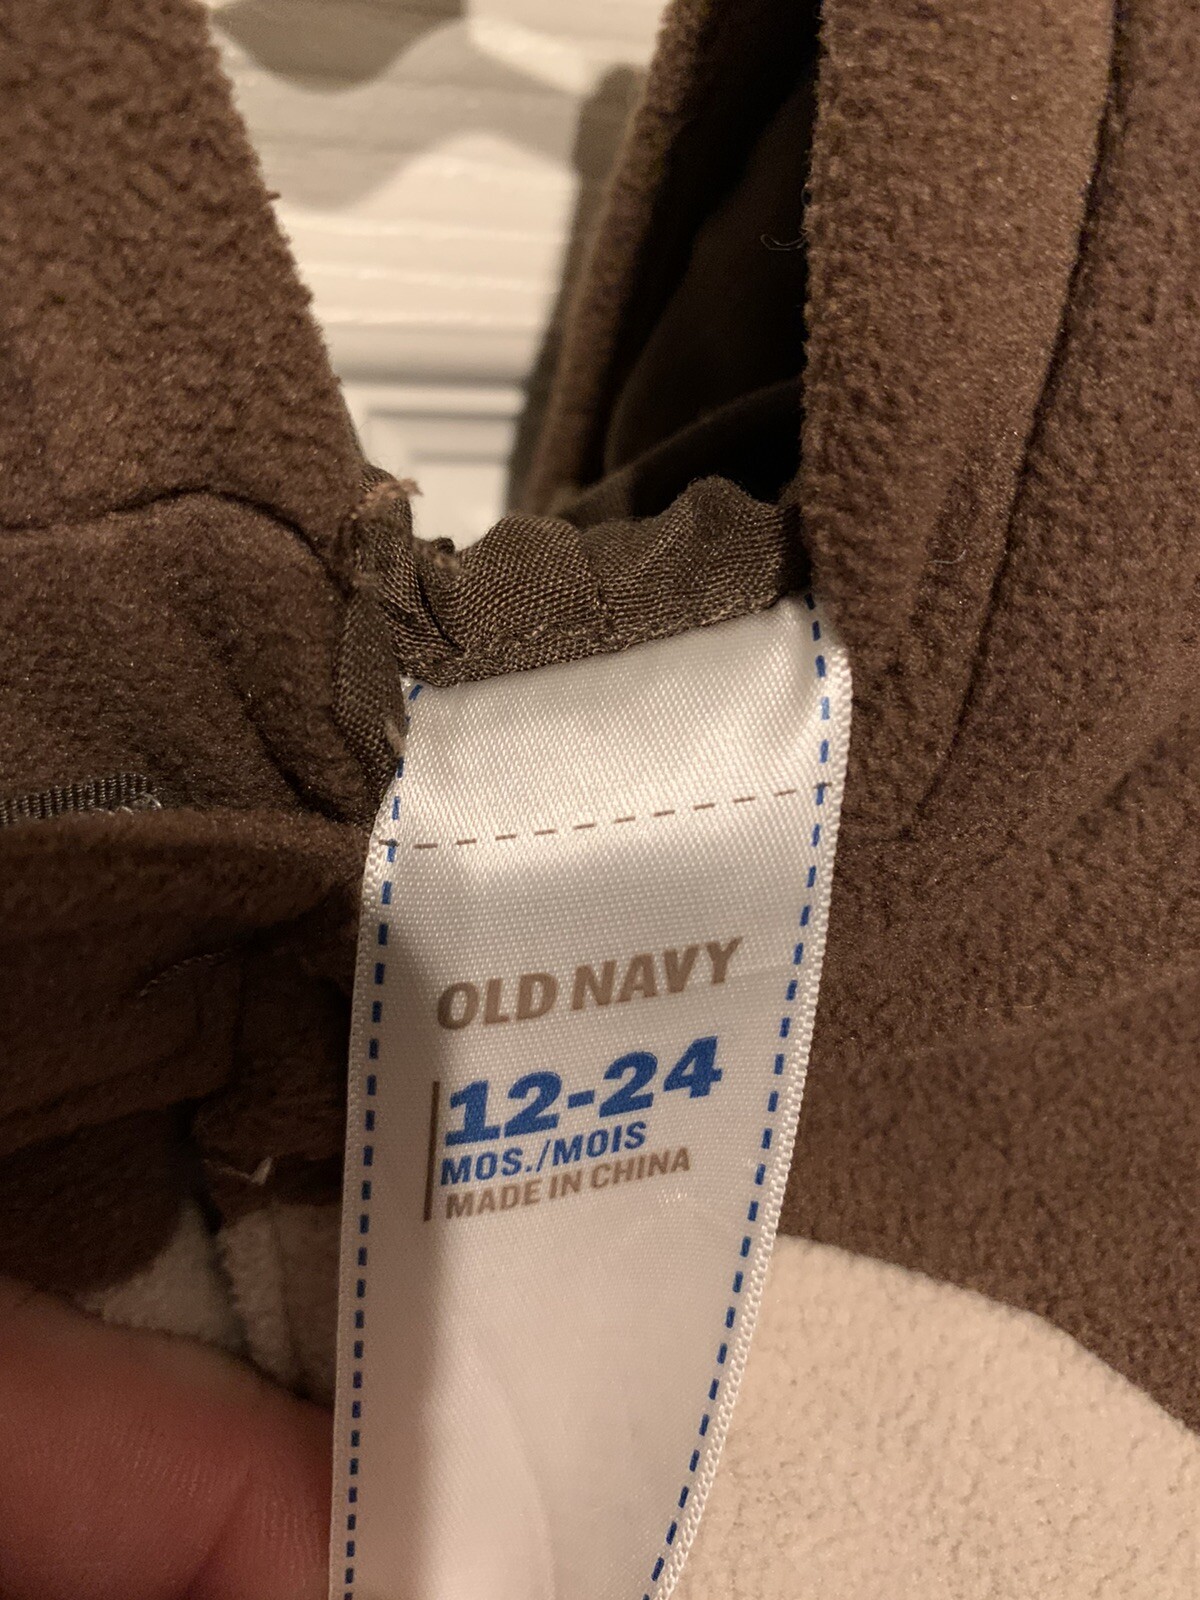 OLD NAVY
12-24
MOS./MOIS
MADE IN CHINA